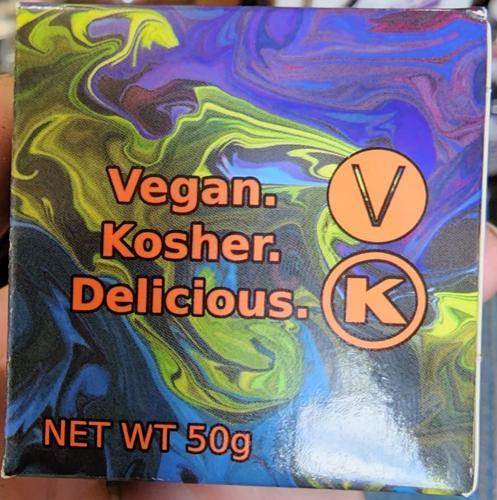 Vegan.
V
Kosher.
Delicious.
K
NET WT 50g